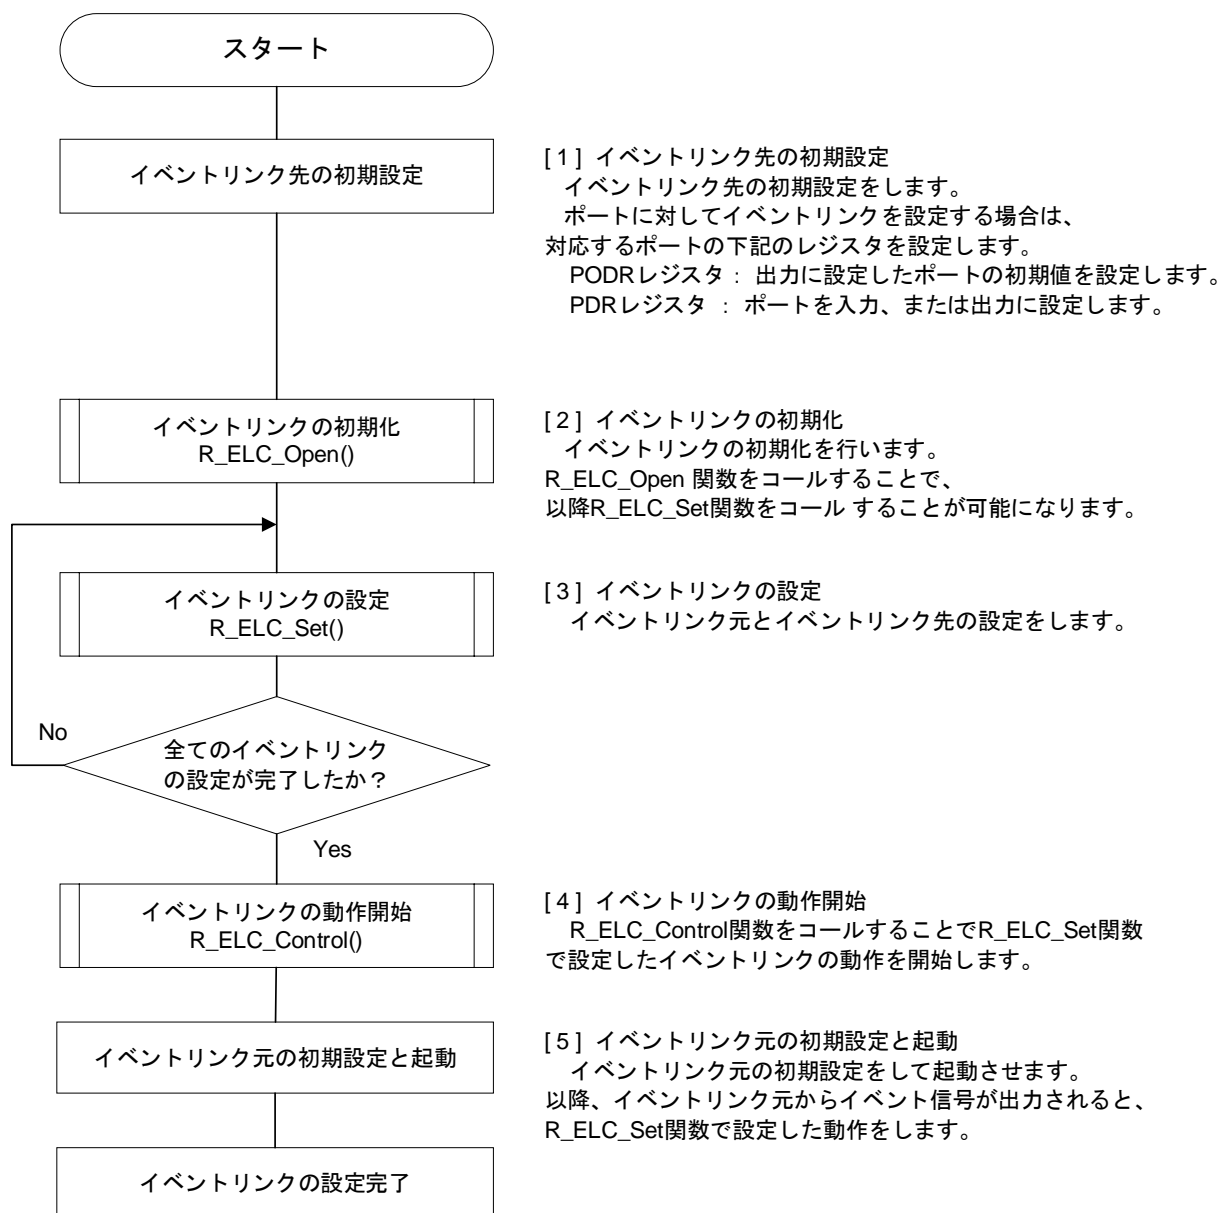 スタート
イベントリンク先の初期設定
[1] イベントリンク先の初期設定
イベントリンク先の初期設定をします。
ポートに対してイベントリンクを設定する場合は、
対応するポートの下記のレジスタを設定します。
PODRレジスタ : 出力に設定したポートの初期値を設定します。
PDRレジスタ : ポートを入力、または出力に設定します。
イベントリンクの初期化
R_ELC_Open()
[2] イベントリンクの初期化
イベントリンクの初期化を行います。
R_ELC_Open 関数をコールすることで、
以降R_ELC_Set関数をコール することが可能になります。
イベントリンクの設定
R_ELC_Set()
[3] イベントリンクの設定
イベントリンク元とイベントリンク先の設定をします。
No
全てのイベントリンク
の設定が完了したか？
Yes
イベントリンクの動作開始
R_ELC_Control()
[4] イベントリンクの動作開始
R_ELC_Control関数をコールすることでR_ELC_Set関数
で設定したイベントリンクの動作を開始します。
イベントリンク元の初期設定と起動
[5] イベントリンク元の初期設定と起動
イベントリンク元の初期設定をして起動させます。
以降、イベントリンク元からイベント信号が出力されると、
R_ELC_Set関数で設定した動作をします。
イベントリンクの設定完了